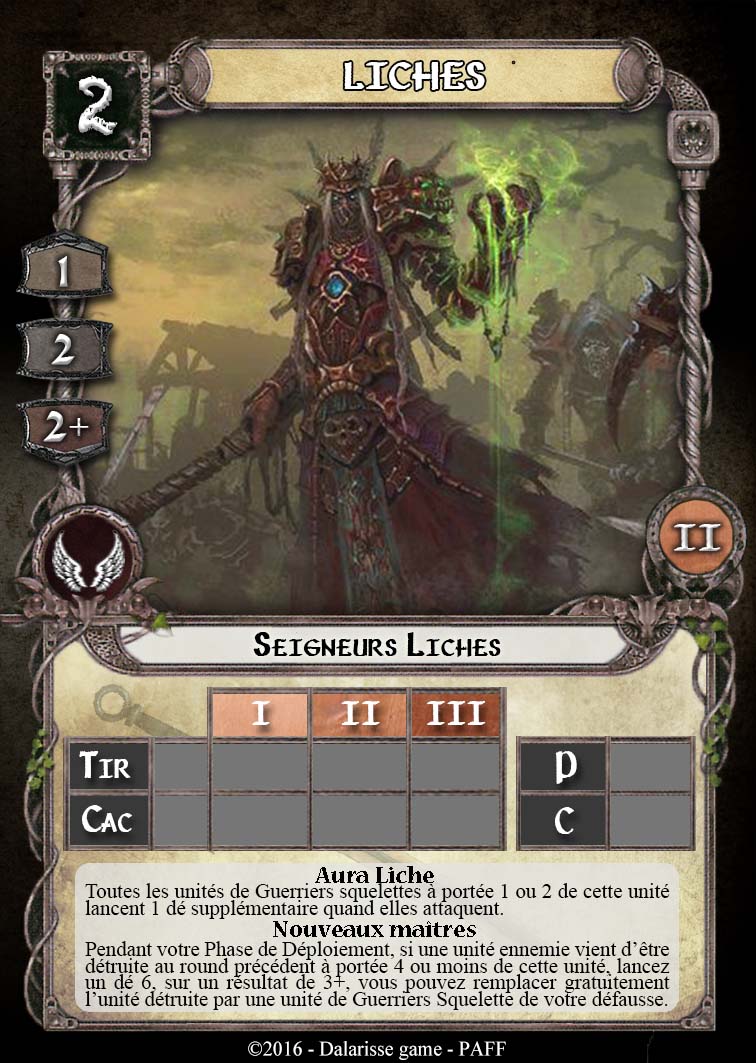 LICHES
2
1
2
2+
II
SEIGNEURS LICHES
I II III
TIR
CAC
D
C
Aura Liche
Toutes les unités de Guerriers squelettes à portée 1 ou 2 de cette unité
lancent 1 dé supplémentaire quand elles attaquent.
Nouveaux maîtres
Pendant votre Phase de Déploiement, si une unité ennemie vient d'être
détruite au round précédent à portée 4 ou moins de cette unité, lancez
un dé 6, sur un résultat de 3+, vous pouvez remplacer gratuitement
l'unité détruite par une unité de Guerriers Squelette de votre défausse.
©2016 - Dalarisse game - PAFF